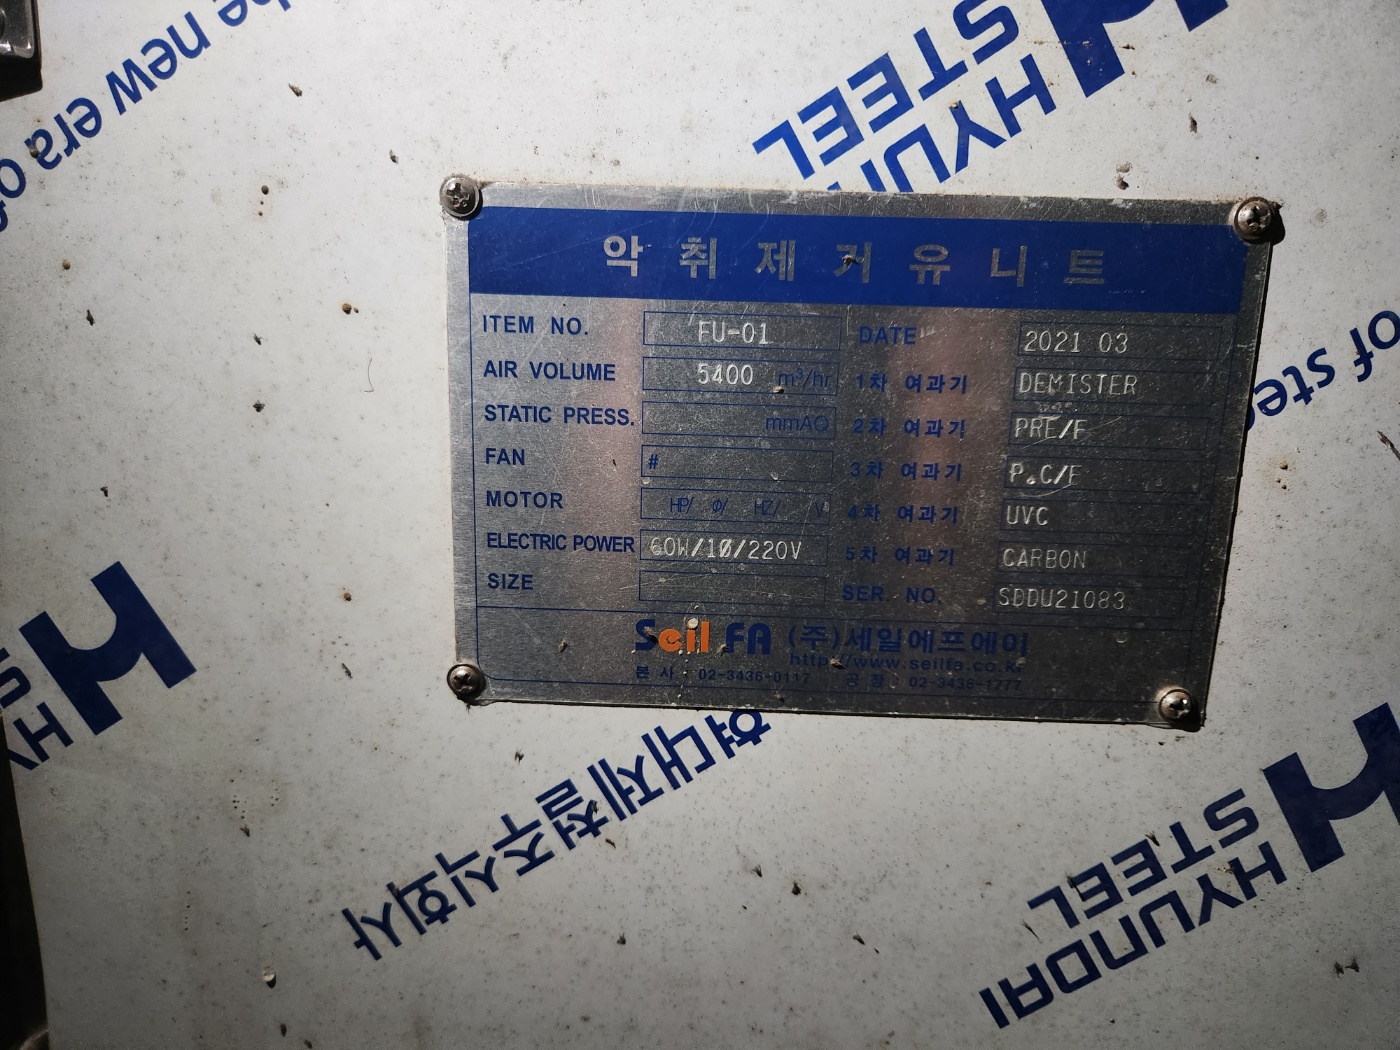 the new era o
HYUN
STEEL
악취제거유니트
ITEM NO. FU-01 DATE 2021 03
AIR VOLUME 5400 m³/hr 1차 여과기 DEMISTER
STATIC PRESS. mmAQ 2차 여과기 PRE/F
FAN # 3차 여과기 P.C/F
MOTOR HP/ Φ/ HZ/ V 4차 여과기 UVC
ELECTRIC POWER 60W/1Ø/220V 5차 여과기 CARBON
SIZE SER. NO. SDDU21083
Seil FA (주)세일에프에이
http://www.seilfa.co.kr
본 사 : 02-3436-0117 공 장 : 02-3436-1777
of stee
HY
S
현대제철주식회사
HYUNDAI
STEEL